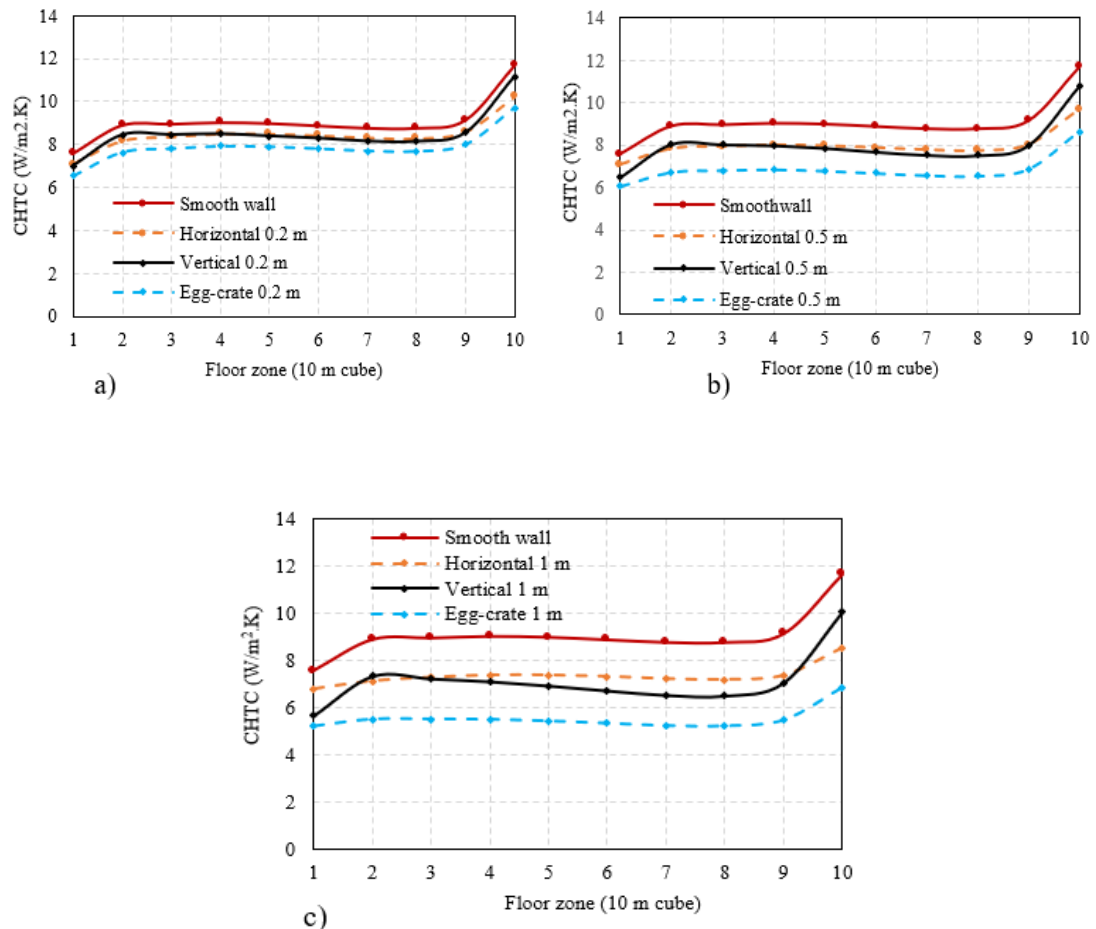 14
12
10
8
6
4
2
0
CHTC (W/m2.K)
Smooth wall
Horizontal 0.2 m
Vertical 0.2 m
Egg-crate 0.2 m
1 2 3 4 5 6 7 8 9 10
Floor zone (10 m cube)
a)
14
12
10
8
6
4
2
0
CHTC (W/m2.K)
Smoothwall
Horizontal 0.5 m
Vertical 0.5 m
Egg-crate 0.5 m
1 2 3 4 5 6 7 8 9 10
Floor zone (10 m cube)
b)
14
12
10
8
6
4
2
0
CHTC (W/m².K)
Smooth wall
Horizontal 1 m
Vertical 1 m
Egg-crate 1 m
1 2 3 4 5 6 7 8 9 10
Floor zone (10 m cube)
c)